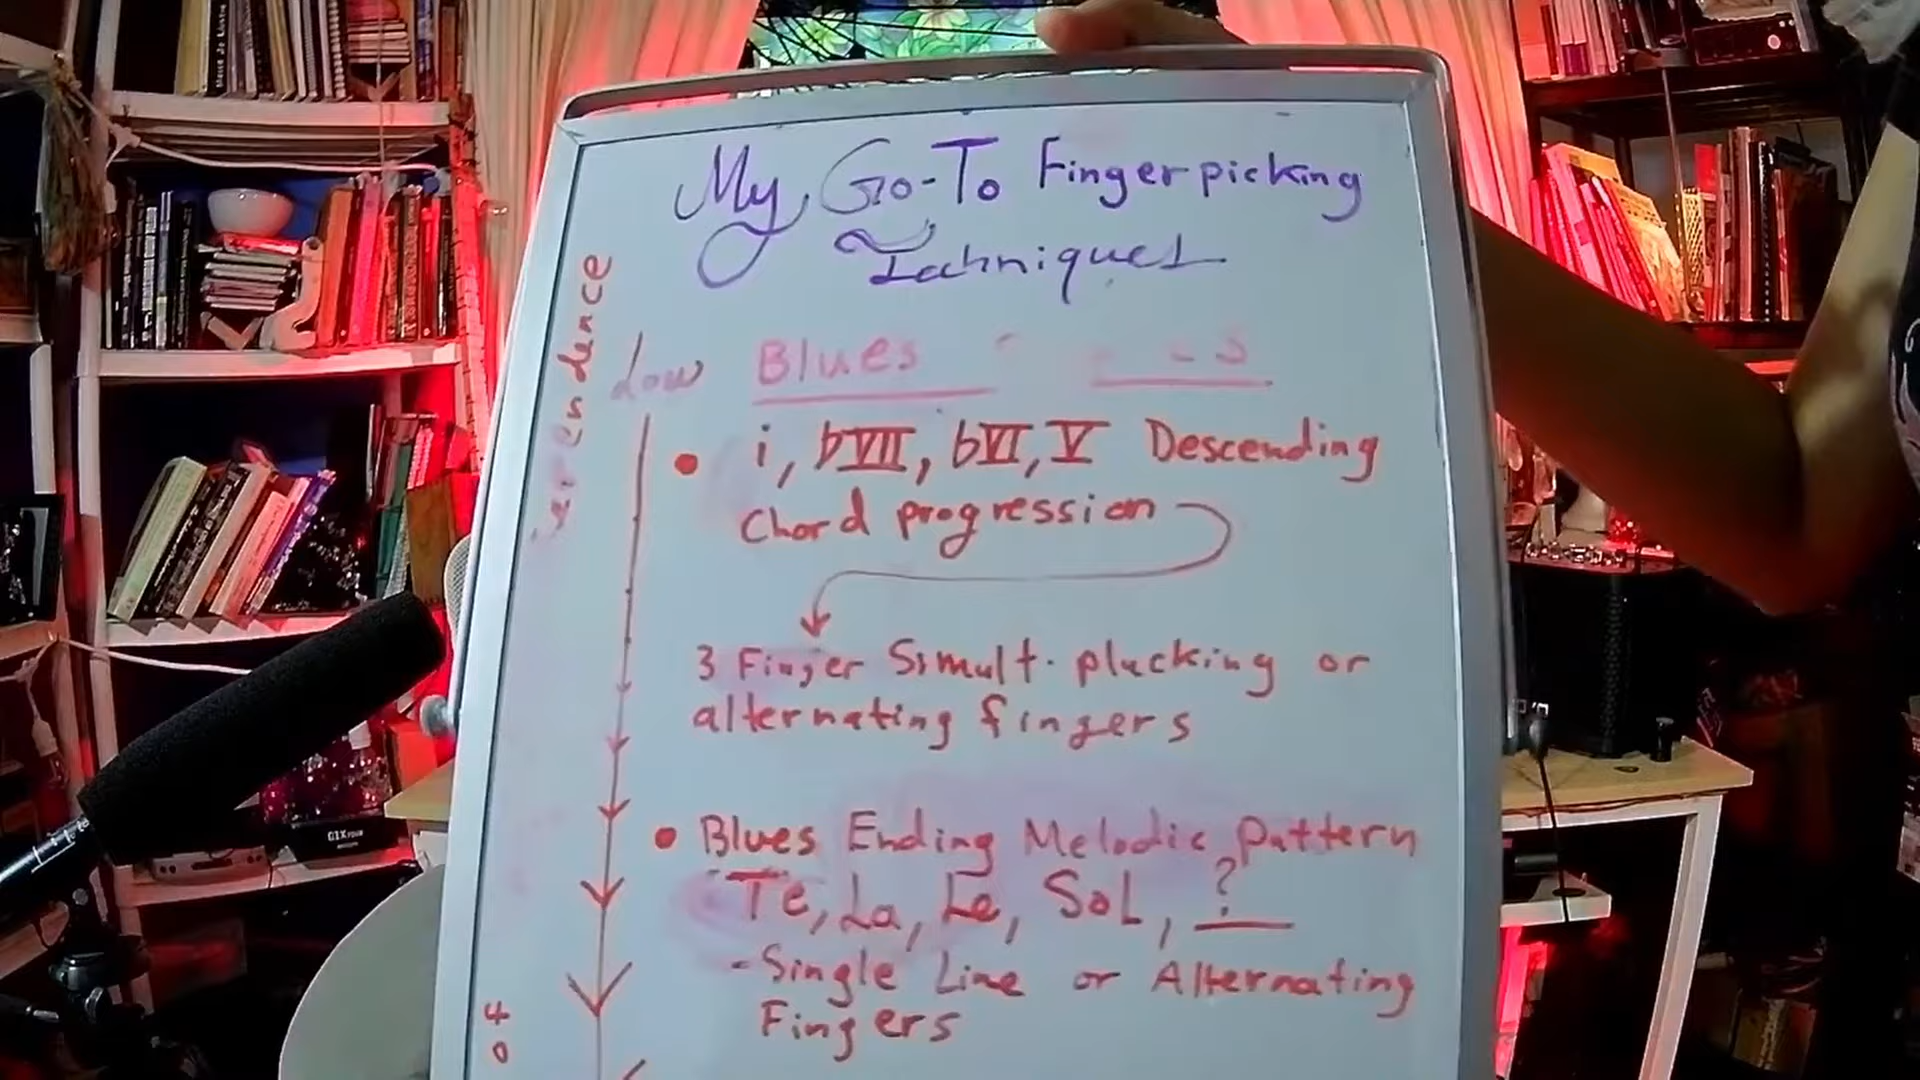 My Go-To Fingerpicking
Techniques
Low Blues
• i, bVII, bVI, V Descending
Chord progression
3 Finger Simult. plucking or
alternating fingers
• Blues Ending Melodic Pattern
Te, La, Le, Sol, ?
- Single Line or Alternating
Fingers